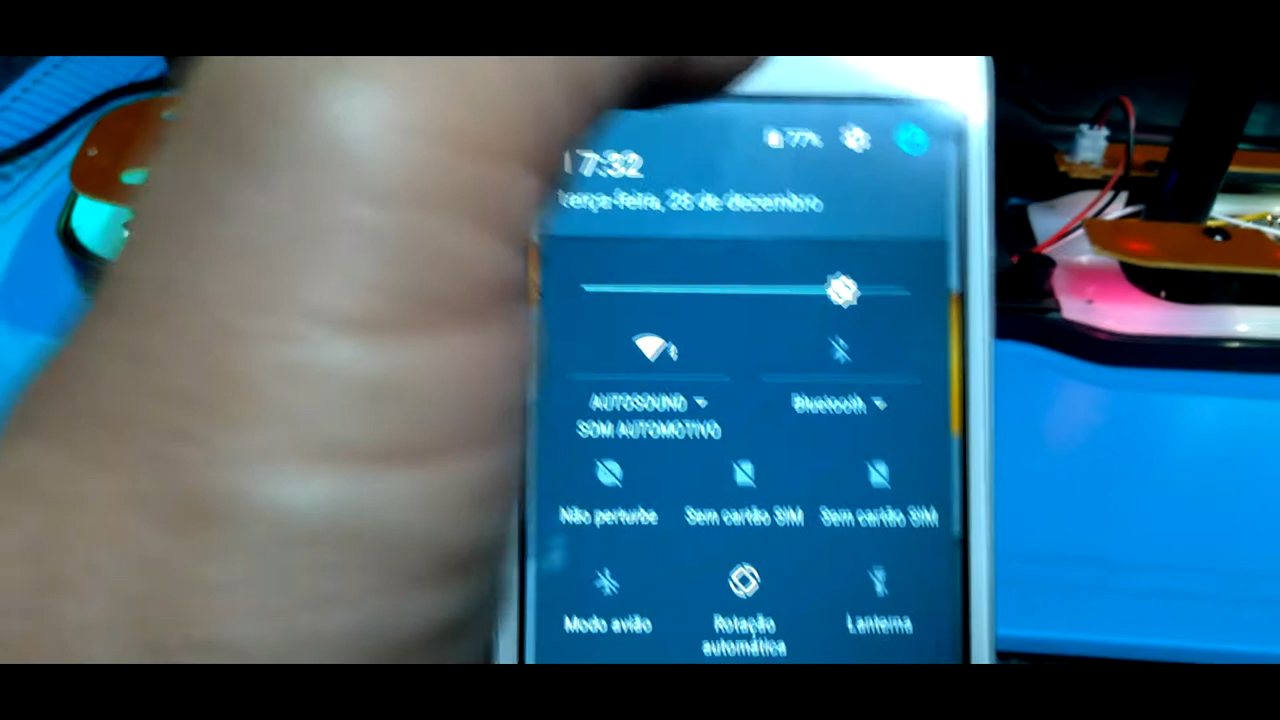 77%
17:32
terça-feira, 28 de dezembro
AUTOSOUND
SOM AUTOMOTIVO
Bluetooth
Não perturbe
Sem cartão SIM
Sem cartão SIM
Modo avião
Rotação
automática
Lanterna